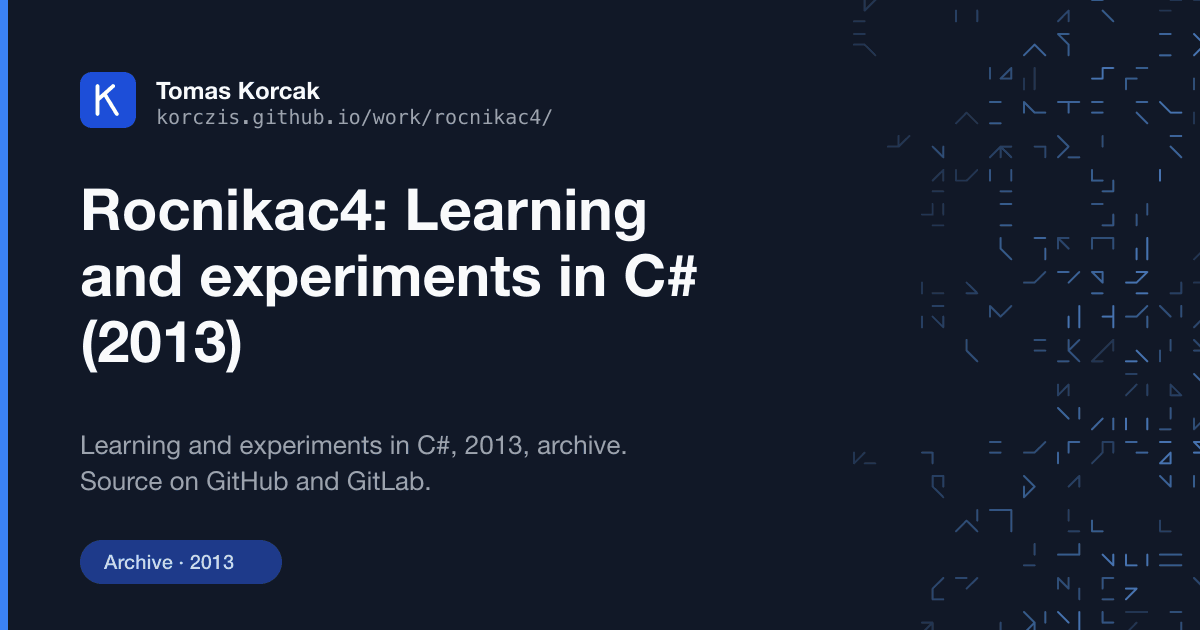 K
Tomas Korcak
korczis.github.io/work/rocnikac4/
Rocnikac4: Learning
and experiments in C#
(2013)
Learning and experiments in C#, 2013, archive.
Source on GitHub and GitLab.
Archive · 2013